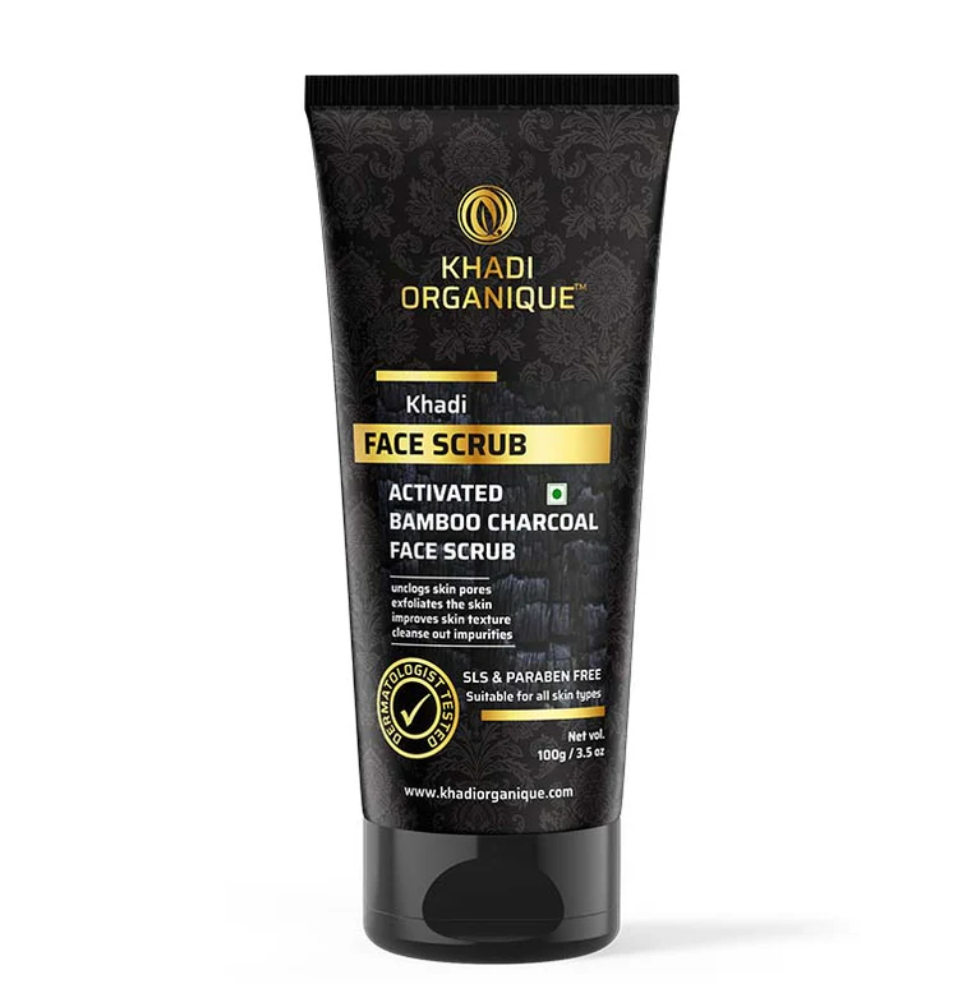 KHADI
ORGANIQUE™
Khadi
FACE SCRUB
ACTIVATED
BAMBOO CHARCOAL
FACE SCRUB
unclogs skin pores
exfoliates the skin
improves skin texture
cleanse out impurities
DERMATOLOGIST TESTED
SLS & PARABEN FREE
Suitable for all skin types
Net vol.
100g / 3.5 oz
www.khadiorganique.com